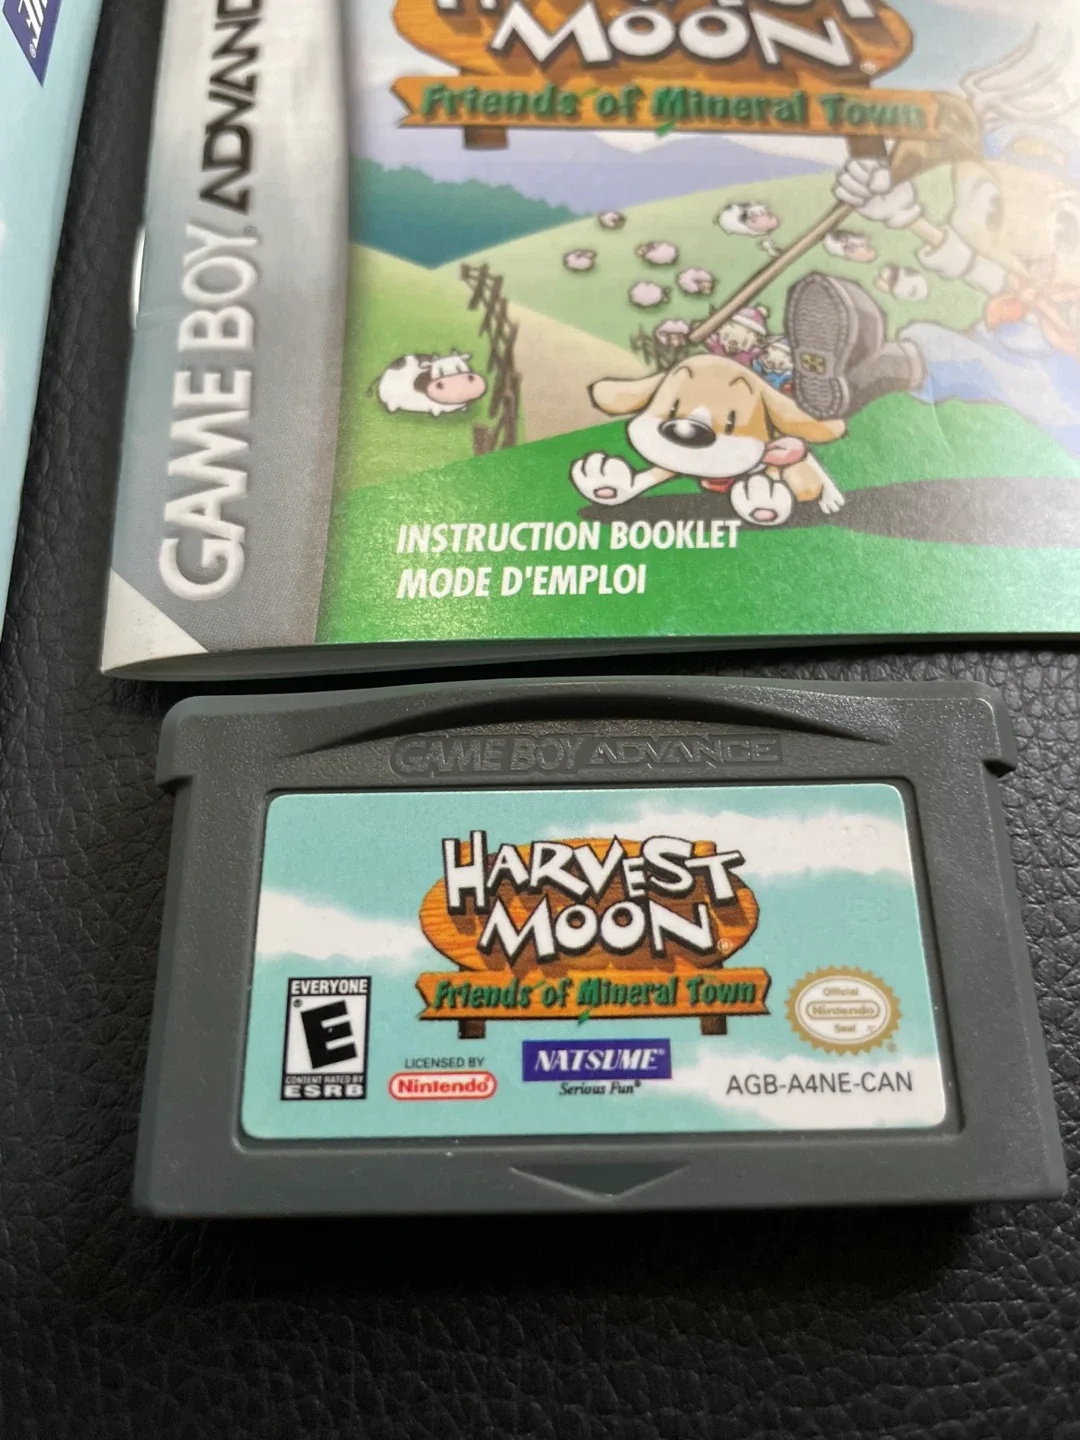 GAME BOY ADVANC
MOON®
Friends of Mineral Town
INSTRUCTION BOOKLET
MODE D'EMPLOI
GAME BOY ADVANCE
HARVEST
MOON®
Friends of Mineral Town
EVERYONE
E
CONTENT RATED BY
ESRB
LICENSED BY
Nintendo
NATSUME®
Serious Fun®
Official
Nintendo
Seal
AGB-A4NE-CAN